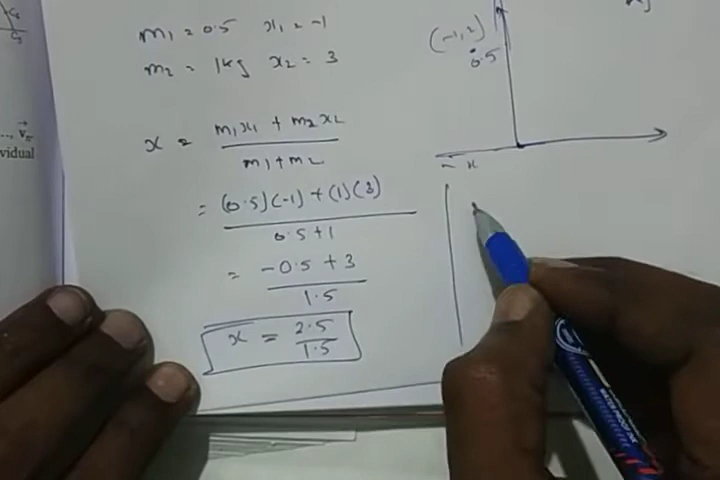 m1 = 0.5 x1 = -1
m2 = 1kg x2 = 3
x = m1x1 + m2x2
m1+m2
= (0.5)(-1) + (1)(3)
0.5+1
= -0.5 + 3
1.5
x = 2.5
1.5
(-1,2)
0.5
- x
vidual